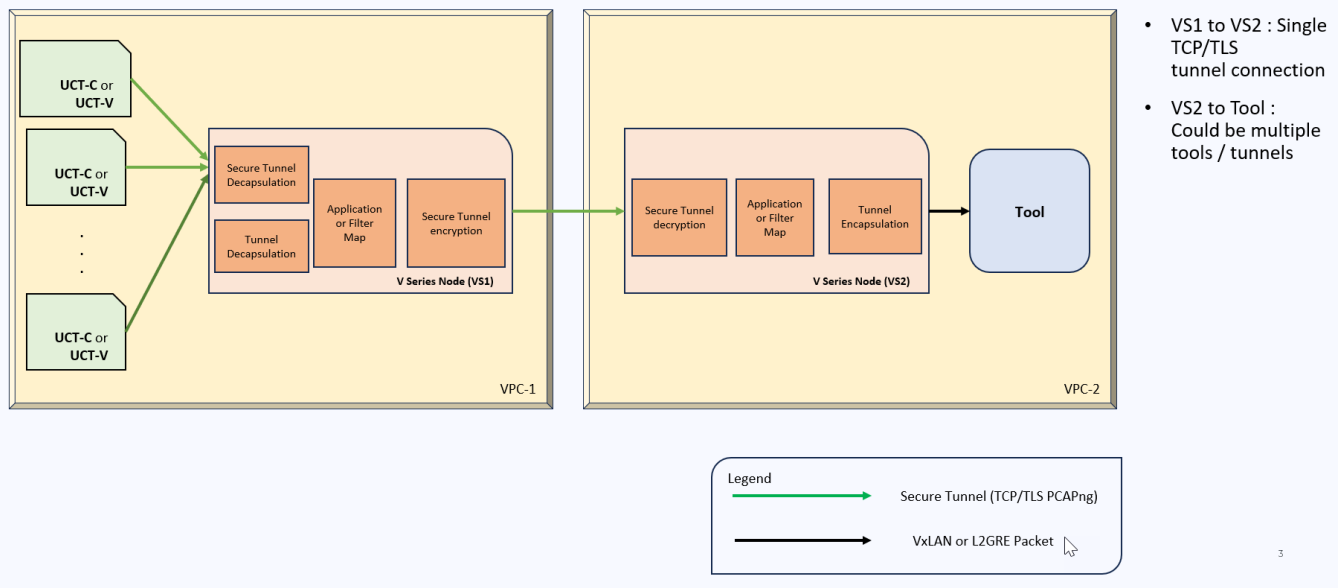 UCT-C or
UCT-V
UCT-C or
UCT-V
.
.
.
UCT-C or
UCT-V
Secure Tunnel
Decapsulation
Tunnel
Decapsulation
Application
or Filter
Map
Secure Tunnel
encryption
V Series Node (VS1)
VPC-1
Secure Tunnel
decryption
Application
or Filter
Map
Tunnel
Encapsulation
V Series Node (VS2)
Tool
VPC-2
• VS1 to VS2 : Single
TCP/TLS
tunnel connection
• VS2 to Tool :
Could be multiple
tools / tunnels
Legend
Secure Tunnel (TCP/TLS PCAPng)
VxLAN or L2GRE Packet
3